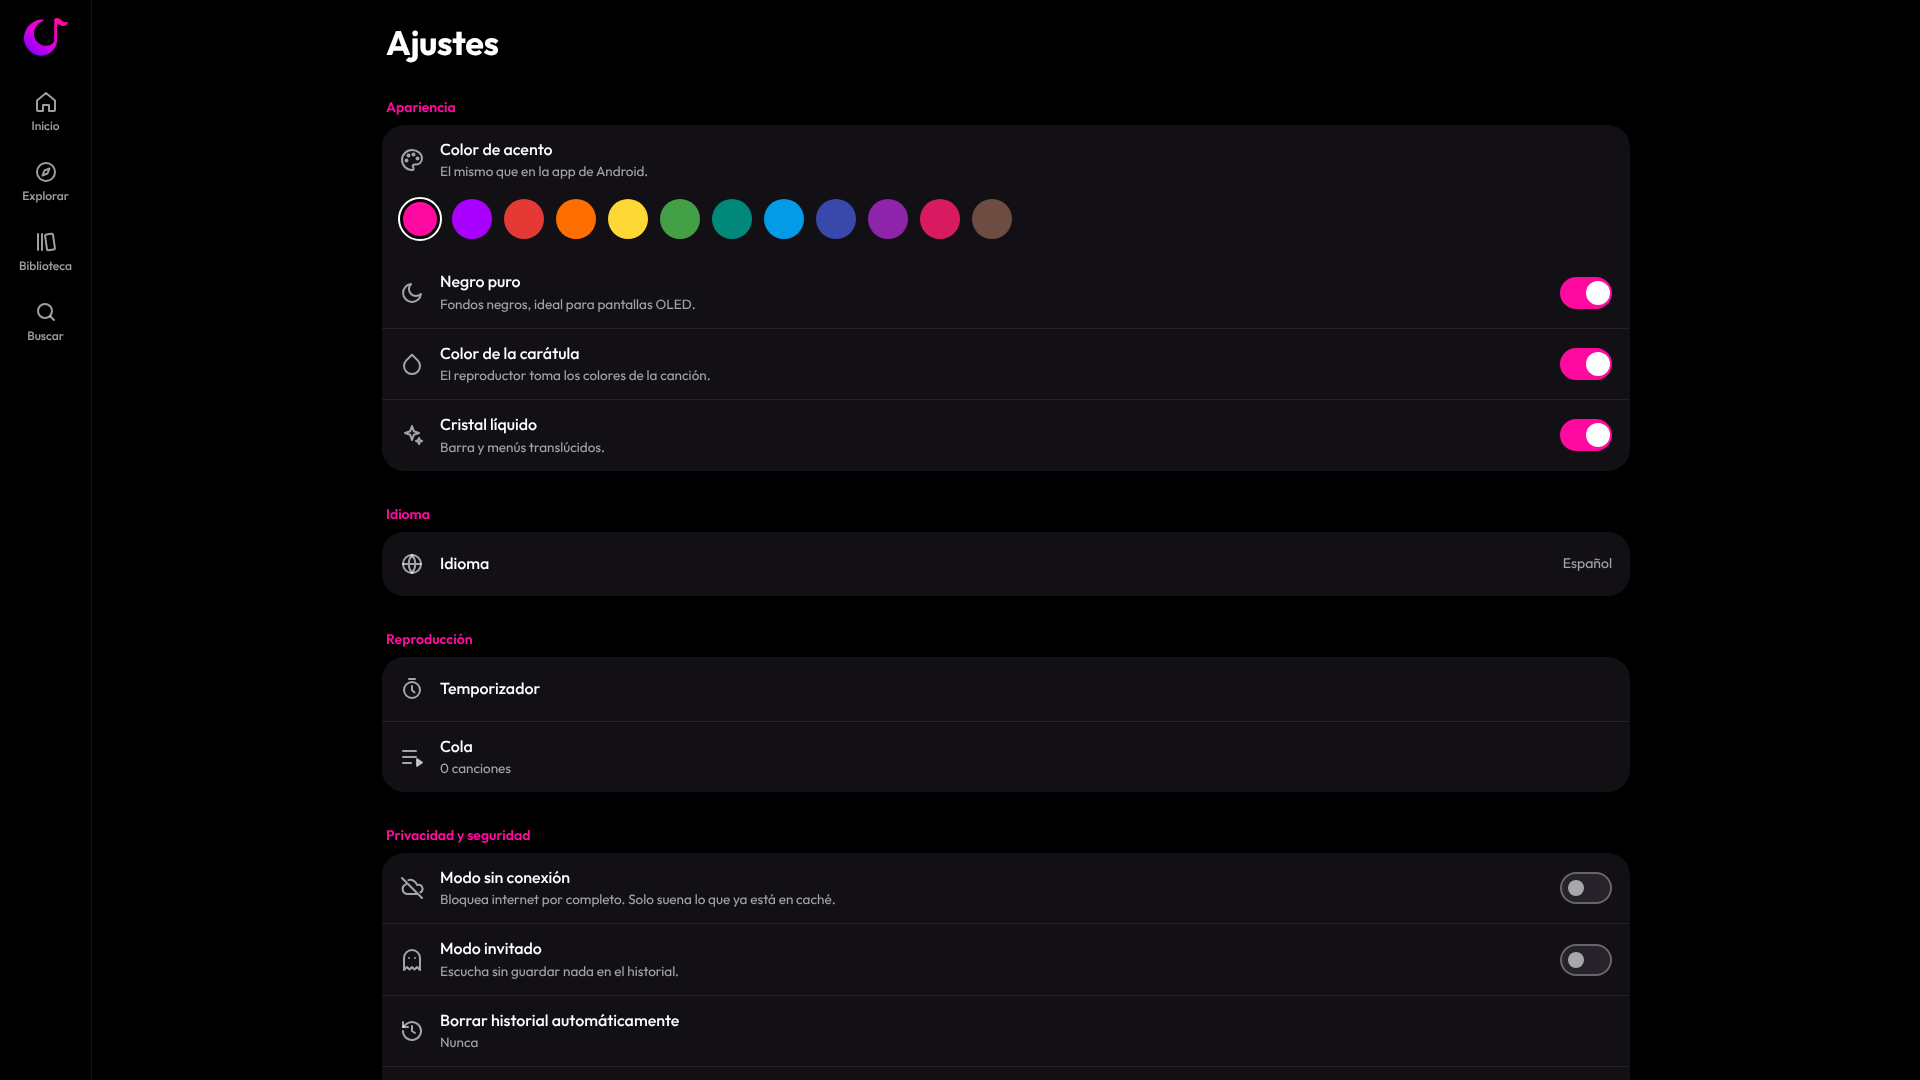 Ajustes
Inicio
Explorar
Biblioteca
Buscar
Apariencia
Color de acento
El mismo que en la app de Android.
Negro puro
Fondos negros, ideal para pantallas OLED.
Color de la carátula
El reproductor toma los colores de la canción.
Cristal líquido
Barra y menús translúcidos.
Idioma
Idioma
Español
Reproducción
Temporizador
Cola
0 canciones
Privacidad y seguridad
Modo sin conexión
Bloquea internet por completo. Solo suena lo que ya está en caché.
Modo invitado
Escucha sin guardar nada en el historial.
Borrar historial automáticamente
Nunca